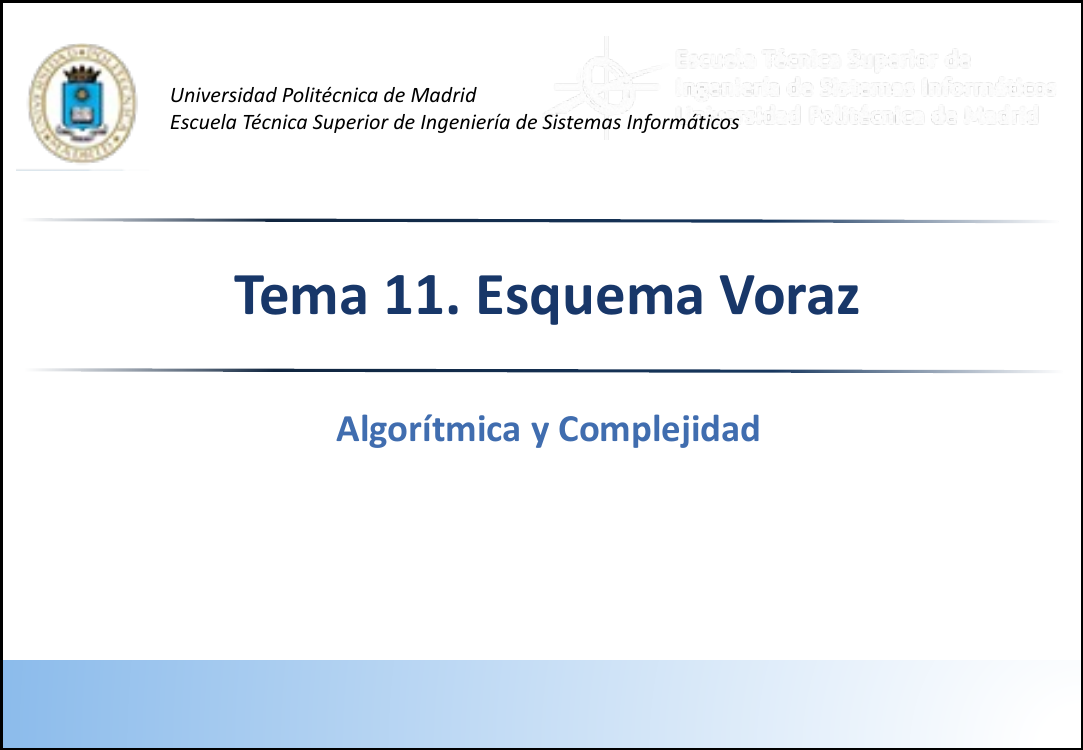 Universidad Politécnica de Madrid
Escuela Técnica Superior de Ingeniería de Sistemas Informáticos
Escuela Técnica Superior de
Ingeniería de Sistemas Informáticos
Universidad Politécnica de Madrid
Tema 11. Esquema Voraz
Algorítmica y Complejidad